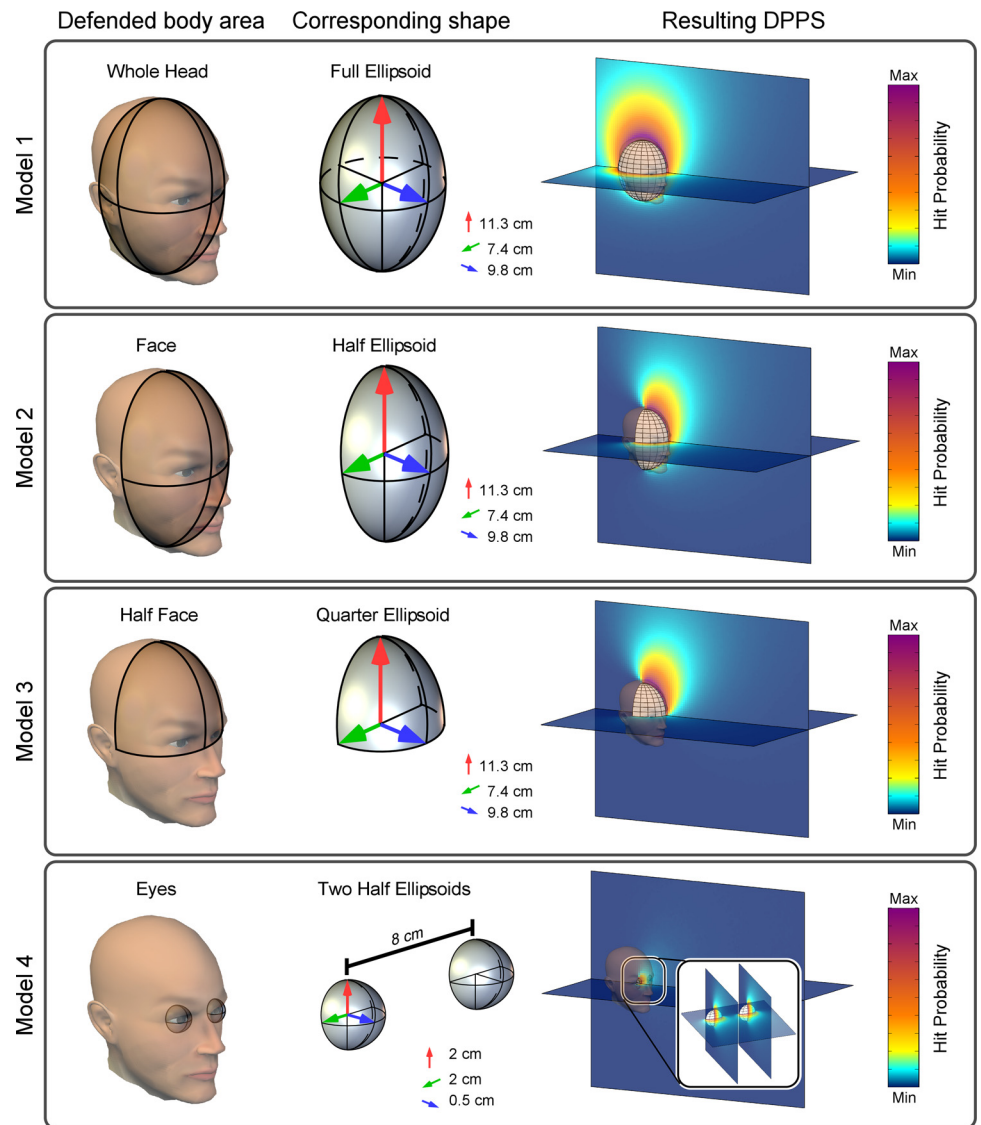 Defended body area
Corresponding shape
Resulting DPPS
Model 1
Whole Head
Full Ellipsoid
11.3 cm
7.4 cm
9.8 cm
Max
Hit Probability
Min
Model 2
Face
Half Ellipsoid
11.3 cm
7.4 cm
9.8 cm
Max
Hit Probability
Min
Model 3
Half Face
Quarter Ellipsoid
11.3 cm
7.4 cm
9.8 cm
Max
Hit Probability
Min
Model 4
Eyes
Two Half Ellipsoids
8 cm
2 cm
2 cm
0.5 cm
Max
Hit Probability
Min